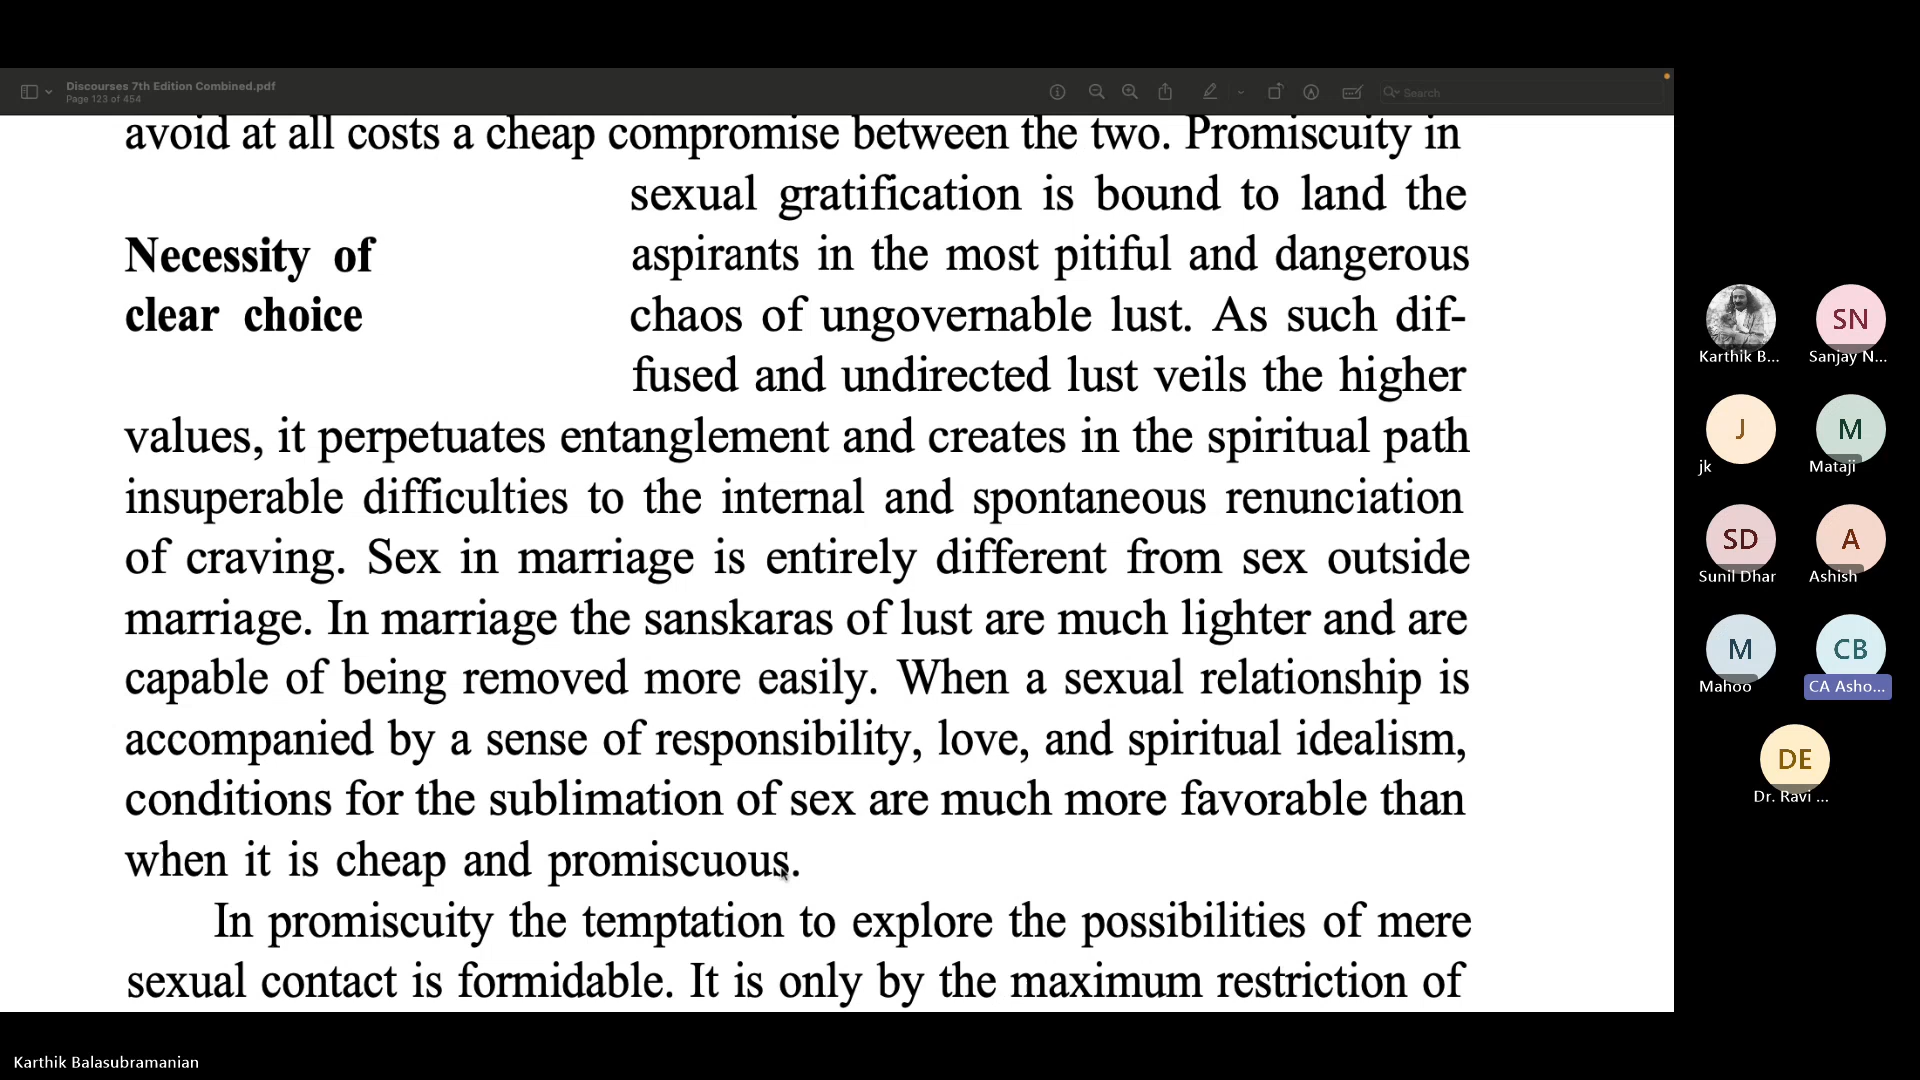 Discourses 7th Edition Combined.pdf
Page 123 of 454
Search
avoid at all costs a cheap compromise between the two. Promiscuity in
sexual gratification is bound to land the
Necessity of
clear choice
aspirants in the most pitiful and dangerous
chaos of ungovernable lust. As such dif-
fused and undirected lust veils the higher
values, it perpetuates entanglement and creates in the spiritual path
insuperable difficulties to the internal and spontaneous renunciation
of craving. Sex in marriage is entirely different from sex outside
marriage. In marriage the sanskaras of lust are much lighter and are
capable of being removed more easily. When a sexual relationship is
accompanied by a sense of responsibility, love, and spiritual idealism,
conditions for the sublimation of sex are much more favorable than
when it is cheap and promiscuous.
In promiscuity the temptation to explore the possibilities of mere
sexual contact is formidable. It is only by the maximum restriction of
Karthik B...
SN
Sanjay N...
J
jk
M
Mataji
SD
Sunil Dhar
A
Ashish
M
Mahoo
CB
CA Asho...
DE
Dr. Ravi ...
Karthik Balasubramanian